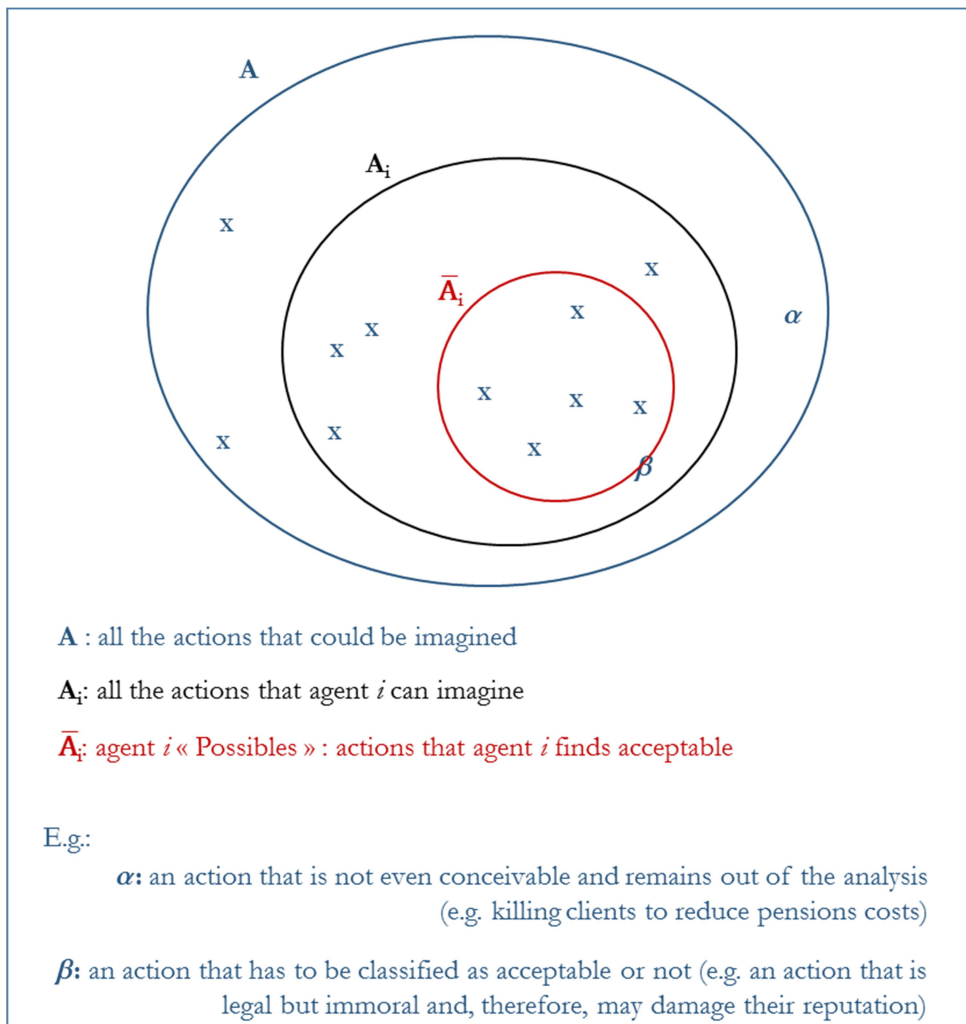 A
Aᵢ
x
x
Āᵢ
x
α
x
x
x
x
x
x
x
x
β
A : all the actions that could be imagined
Aᵢ: all the actions that agent i can imagine
Āᵢ: agent i « Possibles » : actions that agent i finds acceptable
E.g.:
α: an action that is not even conceivable and remains out of the analysis
(e.g. killing clients to reduce pensions costs)
β: an action that has to be classified as acceptable or not (e.g. an action that is
legal but immoral and, therefore, may damage their reputation)